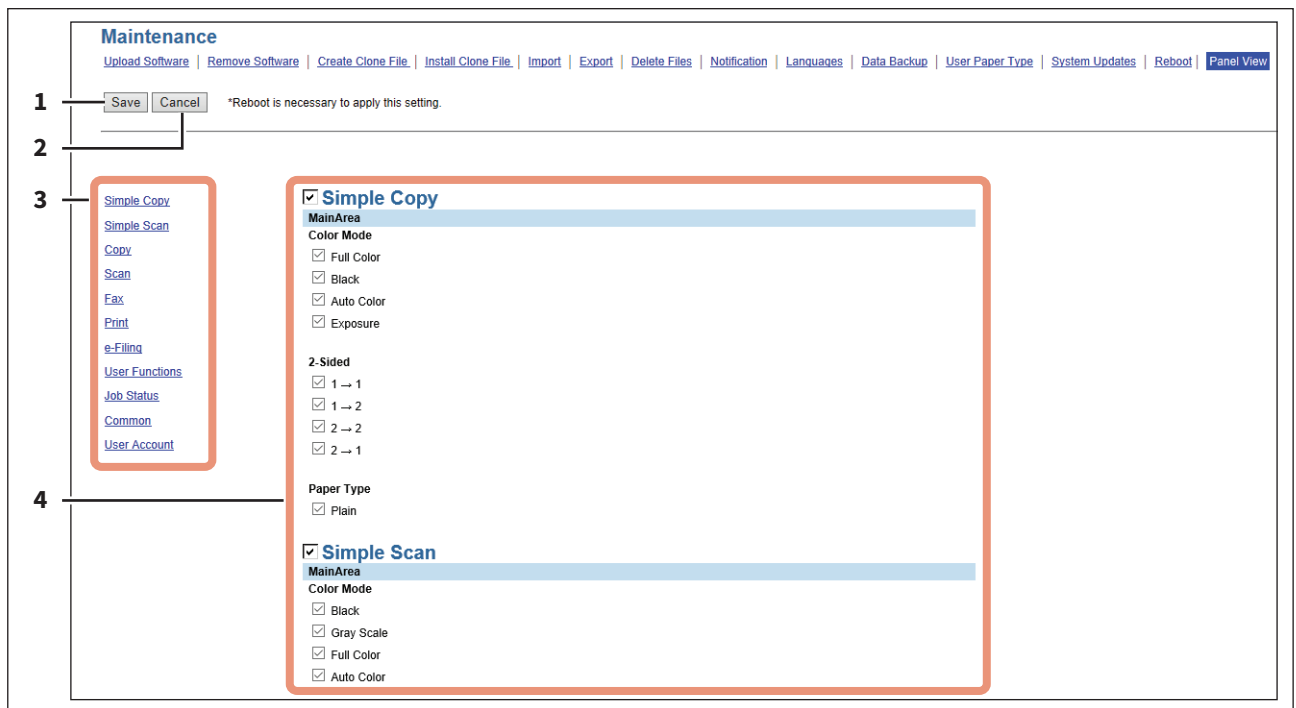 Maintenance
Upload Software | Remove Software | Create Clone File | Install Clone File | Import | Export | Delete Files | Notification | Languages | Data Backup | User Paper Type | System Updates | Reboot | Panel View
1
Save Cancel *Reboot is necessary to apply this setting.
2
3
Simple Copy
Simple Scan
Copy
Scan
Fax
Print
e-Filing
User Functions
Job Status
Common
User Account
4
Simple Copy
MainArea
Color Mode
Full Color
Black
Auto Color
Exposure
2-Sided
1 → 1
1 → 2
2 → 2
2 → 1
Paper Type
Plain
Simple Scan
MainArea
Color Mode
Black
Gray Scale
Full Color
Auto Color